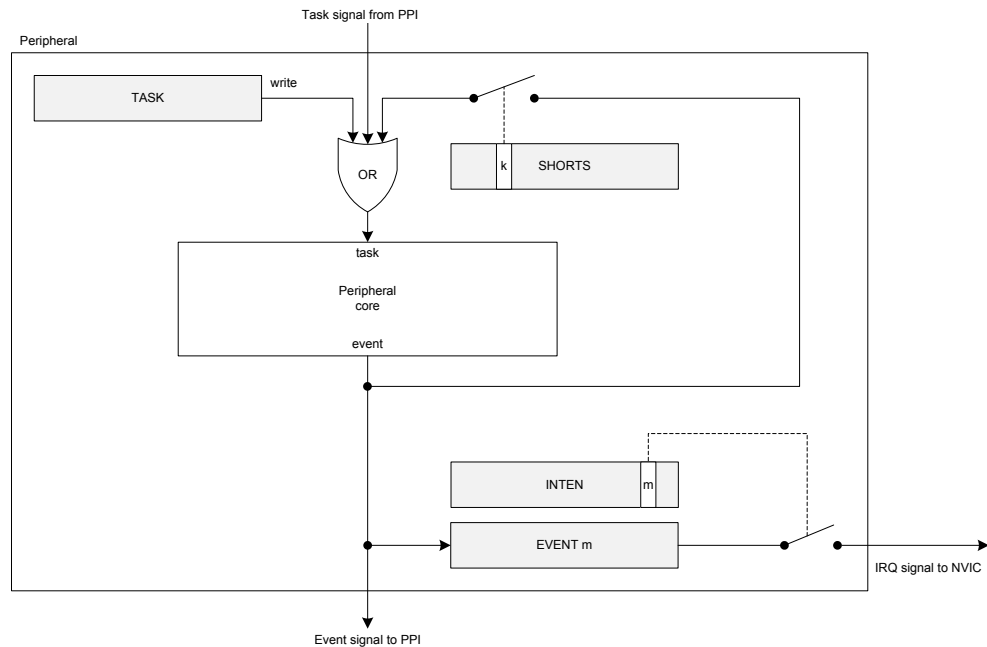 Task signal from PPI
Peripheral
write
TASK
k
SHORTS
OR
task
Peripheral
core
event
INTEN
m
EVENT m
IRQ signal to NVIC
Event signal to PPI